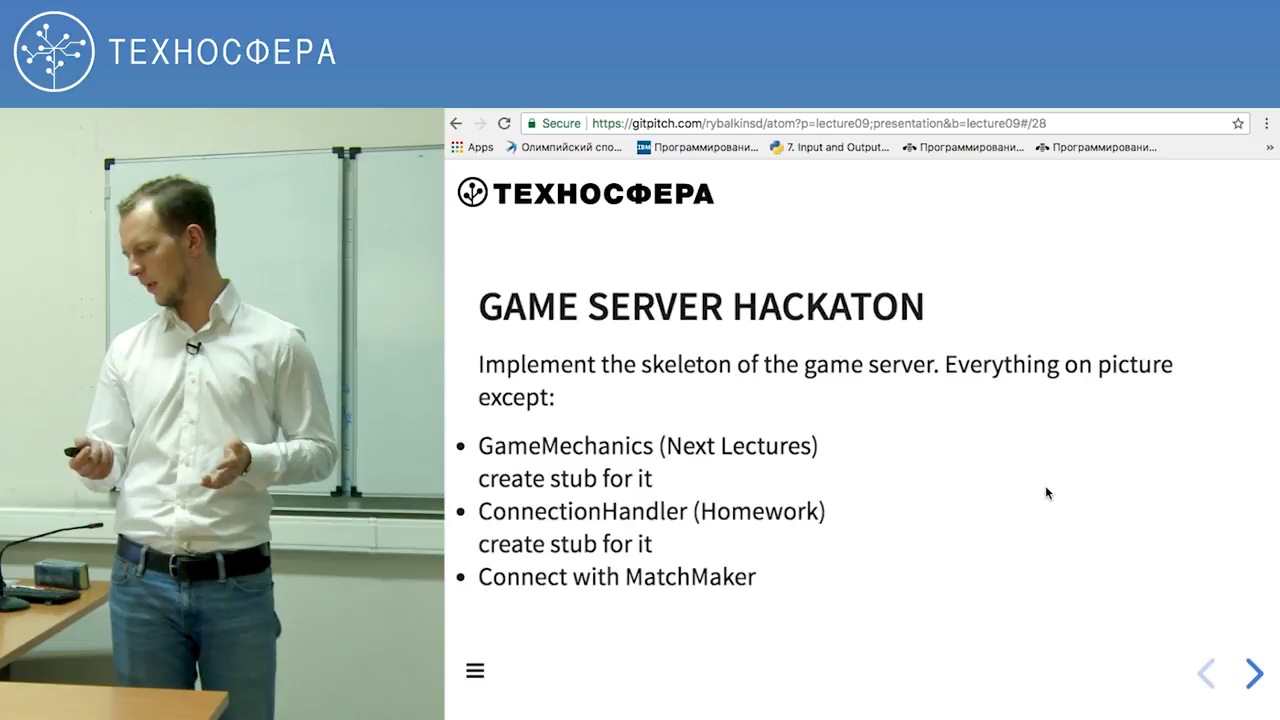 ТЕХНОСФЕРА
Secure https://gitpitch.com/rybalkinsd/atom?p=lecture09;presentation&b=lecture09#/28
Apps Олимпийский спо... IBM Программировани... 7. Input and Output... Программировани... Программировани... »
ТЕХНОСФЕРА
GAME SERVER HACKATON
Implement the skeleton of the game server. Everything on picture
except:
• GameMechanics (Next Lectures)
create stub for it
• ConnectionHandler (Homework)
create stub for it
• Connect with MatchMaker